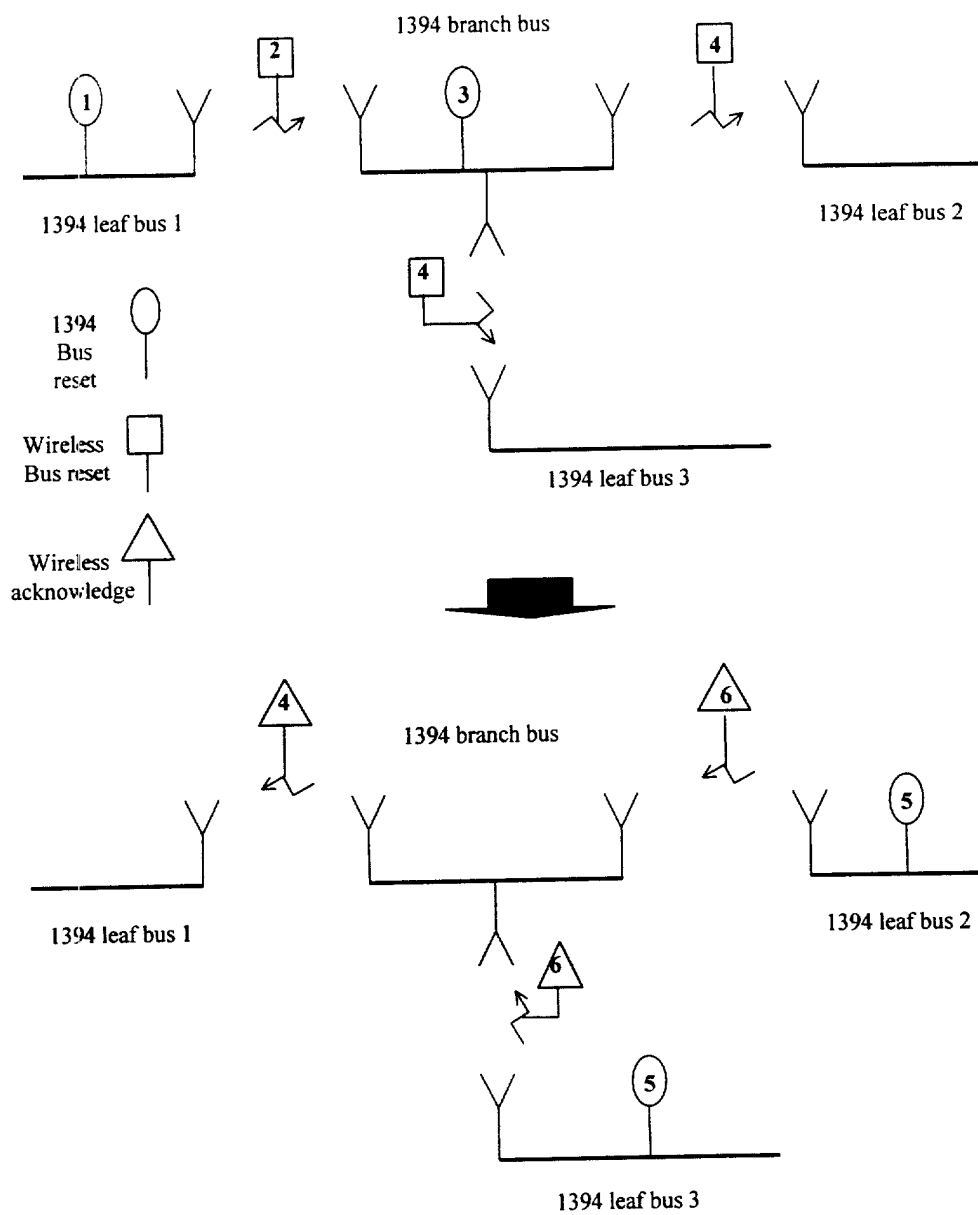 1394 branch bus
2
4
1
3
1394 leaf bus 1
1394 leaf bus 2
4
1394
Bus
reset
Wireless
Bus reset
1394 leaf bus 3
Wireless
acknowledge
4
6
1394 branch bus
5
1394 leaf bus 1
1394 leaf bus 2
6
5
1394 leaf bus 3